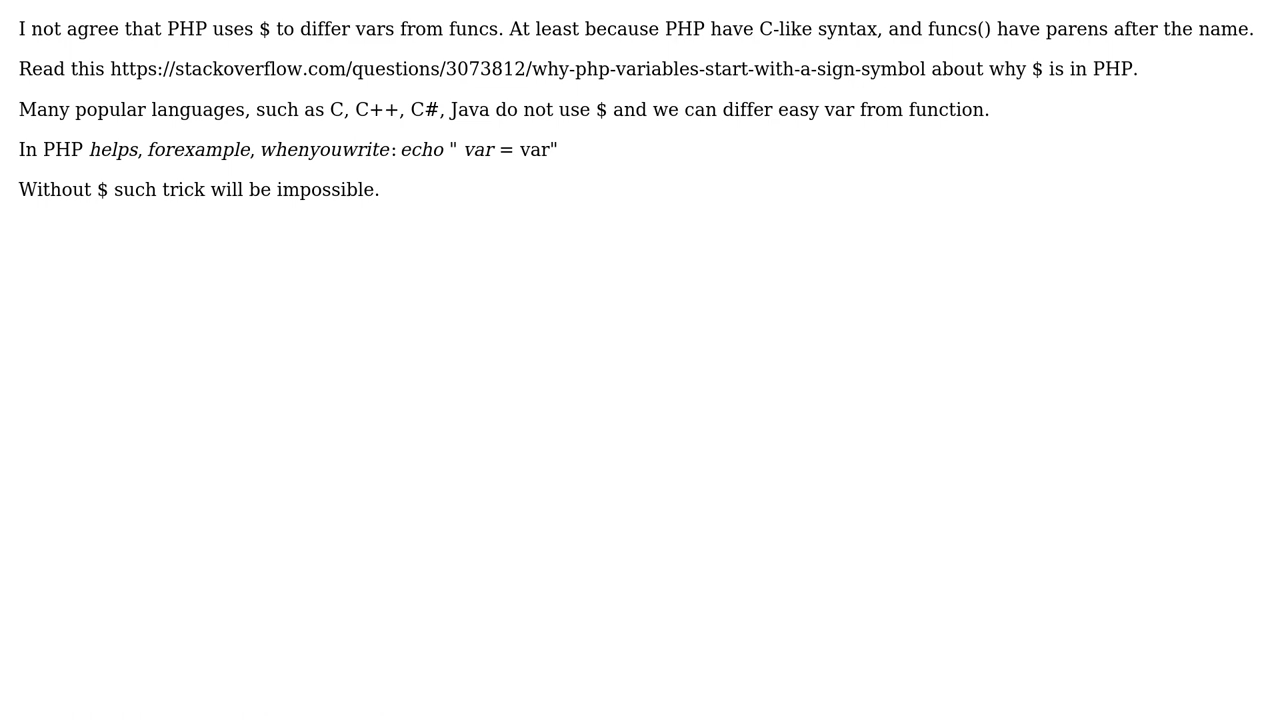 I not agree that PHP uses $ to differ vars from funcs. At least because PHP have C-like syntax, and funcs() have parens after the name.
Read this https://stackoverflow.com/questions/3073812/why-php-variables-start-with-a-sign-symbol about why $ is in PHP.
Many popular languages, such as C, C++, C#, Java do not use $ and we can differ easy var from function.
In PHP helps, forexample, whenyouwrite: echo " var = var"
Without $ such trick will be impossible.